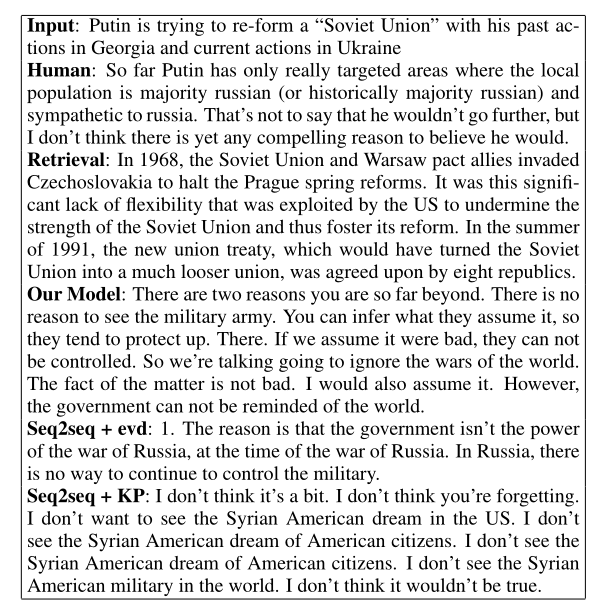 Input: Putin is trying to re-form a “Soviet Union” with his past ac-
tions in Georgia and current actions in Ukraine
Human: So far Putin has only really targeted areas where the local
population is majority russian (or historically majority russian) and
sympathetic to russia. That’s not to say that he wouldn’t go further, but
I don’t think there is yet any compelling reason to believe he would.
Retrieval: In 1968, the Soviet Union and Warsaw pact allies invaded
Czechoslovakia to halt the Prague spring reforms. It was this signifi-
cant lack of flexibility that was exploited by the US to undermine the
strength of the Soviet Union and thus foster its reform. In the summer
of 1991, the new union treaty, which would have turned the Soviet
Union into a much looser union, was agreed upon by eight republics.
Our Model: There are two reasons you are so far beyond. There is no
reason to see the military army. You can infer what they assume it, so
they tend to protect up. There. If we assume it were bad, they can not
be controlled. So we’re talking going to ignore the wars of the world.
The fact of the matter is not bad. I would also assume it. However,
the government can not be reminded of the world.
Seq2seq + evd: 1. The reason is that the government isn’t the power
of the war of Russia, at the time of the war of Russia. In Russia, there
is no way to continue to control the military.
Seq2seq + KP: I don’t think it’s a bit. I don’t think you’re forgetting.
I don’t want to see the Syrian American dream in the US. I don’t
see the Syrian American dream of American citizens. I don’t see the
Syrian American dream of American citizens. I don’t see the Syrian
American military in the world. I don’t think it wouldn’t be true.